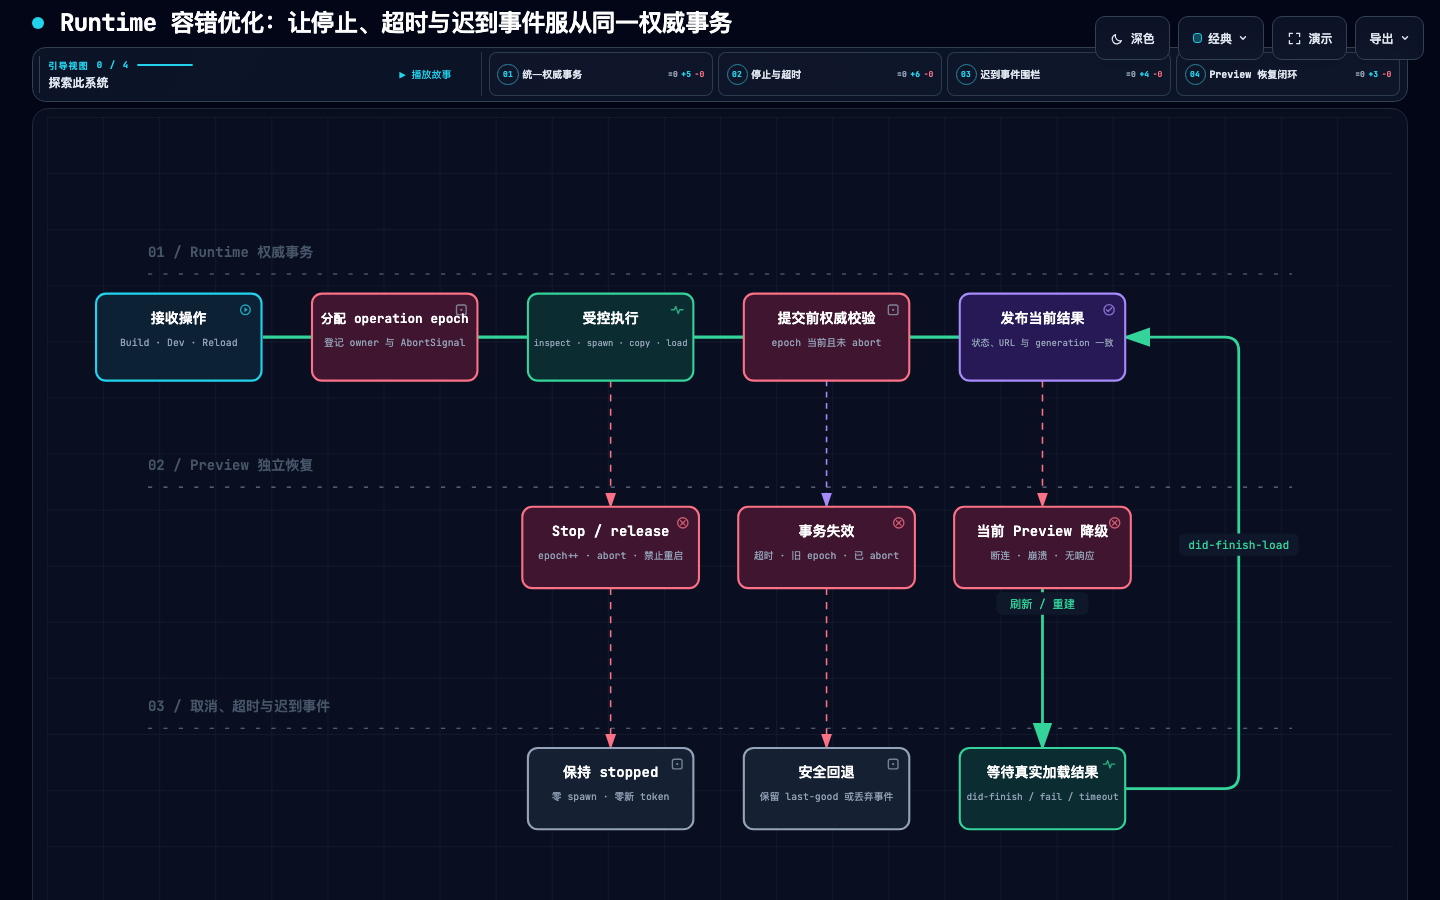 Runtime 容错优化：让停止、超时与迟到事件服从同一权威事务
深色
经典
演示
导出
引导视图 0 / 4
探索此系统
▶ 播放故事
01 统一权威事务 =0 +5 -0
02 停止与超时 =0 +6 -0
03 迟到事件围栏 =0 +4 -0
04 Preview 恢复闭环 =0 +3 -0
01 / Runtime 权威事务
接收操作
Build · Dev · Reload
分配 operation epoch
登记 owner 与 AbortSignal
受控执行
inspect · spawn · copy · load
提交前权威校验
epoch 当前且未 abort
发布当前结果
状态、URL 与 generation 一致
02 / Preview 独立恢复
Stop / release
epoch++ · abort · 禁止重启
事务失效
超时 · 旧 epoch · 已 abort
当前 Preview 降级
断连 · 崩溃 · 无响应
did-finish-load
刷新 / 重建
03 / 取消、超时与迟到事件
保持 stopped
零 spawn · 零新 token
安全回退
保留 last-good 或丢弃事件
等待真实加载结果
did-finish / fail / timeout